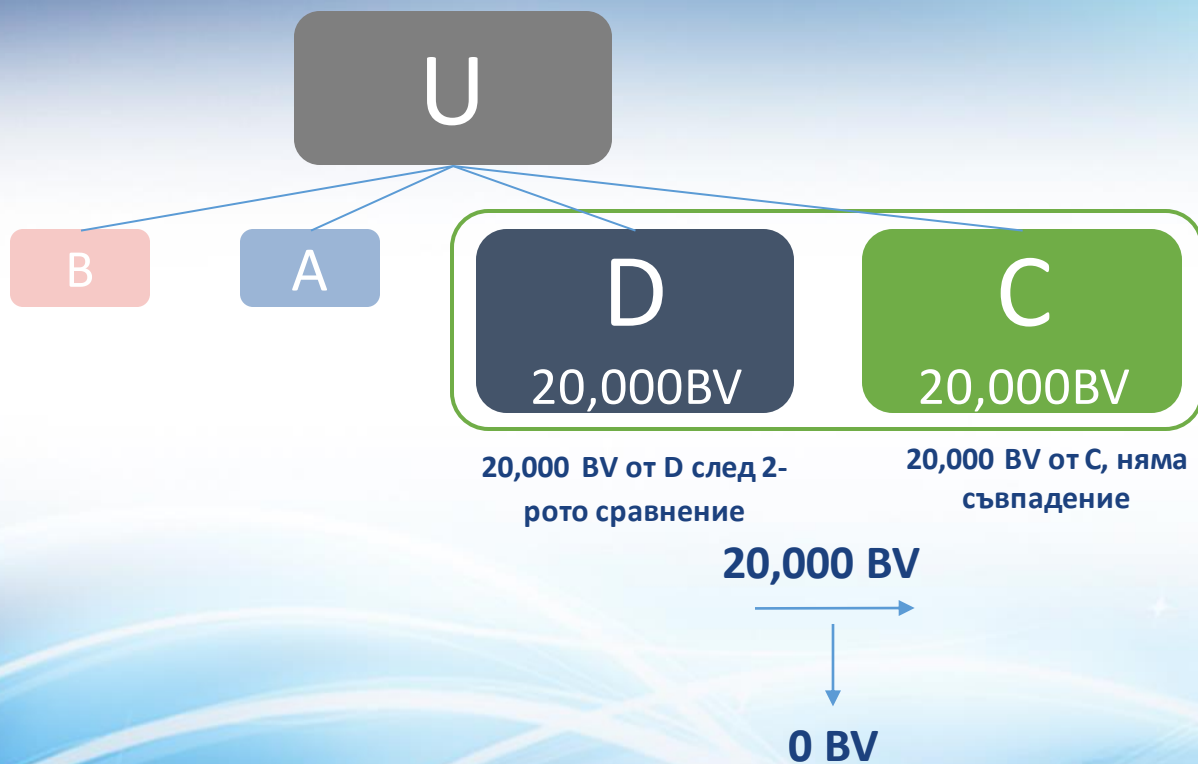 U
B
A
D
20,000BV
C
20,000BV
20,000 BV от D след 2-
рото сравнение
20,000 BV от C, няма
съвпадение
20,000 BV
0 BV